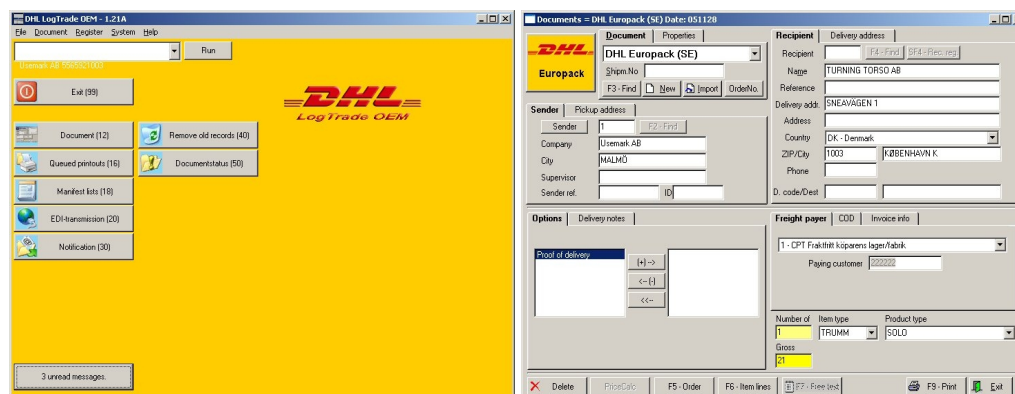 DHL LogTrade OEM - 1.21A
File Document Register System Help
Run
Usemark AB 5565921003
Exit (99)
DHL
LogTrade OEM
Document (12)
Remove old records (40)
Queued printouts (16)
Documentstatus (50)
Manifest lists (18)
EDI-transmission (20)
Notification (30)
3 unread messages.
Documents = DHL Europack (SE) Date: 051128
DHL
Europack
Document Properties
DHL Europack (SE)
Shipm.No
F3 - Find New Import OrderNo.
Sender Pickup address
Sender 1 F2 - Find
Company Usemark AB
City MALMÖ
Supervisor
Sender ref. ID
Recipient Delivery address
Recipient F4 - Find SF4 - Rec. reg
Name TURNING TORSO AB
Reference
Delivery addr. SNEAVÄGEN 1
Address
Country DK - Denmark
ZIP/City 1003 KØBENHAVN K
Phone
D. code/Dest
Options Delivery notes
Proof of delivery
(+) -->
<-- (-)
<<--
Freight payer COD Invoice info
1 - CPT Fraktfritt köparens lager/fabrik
Paying customer 222222
Number of Item type Product type
1 TRUMM SOLO
Gross
21
Delete PriceCalc F5 - Order F6 - Item lines F7 - Free text F9 - Print Exit